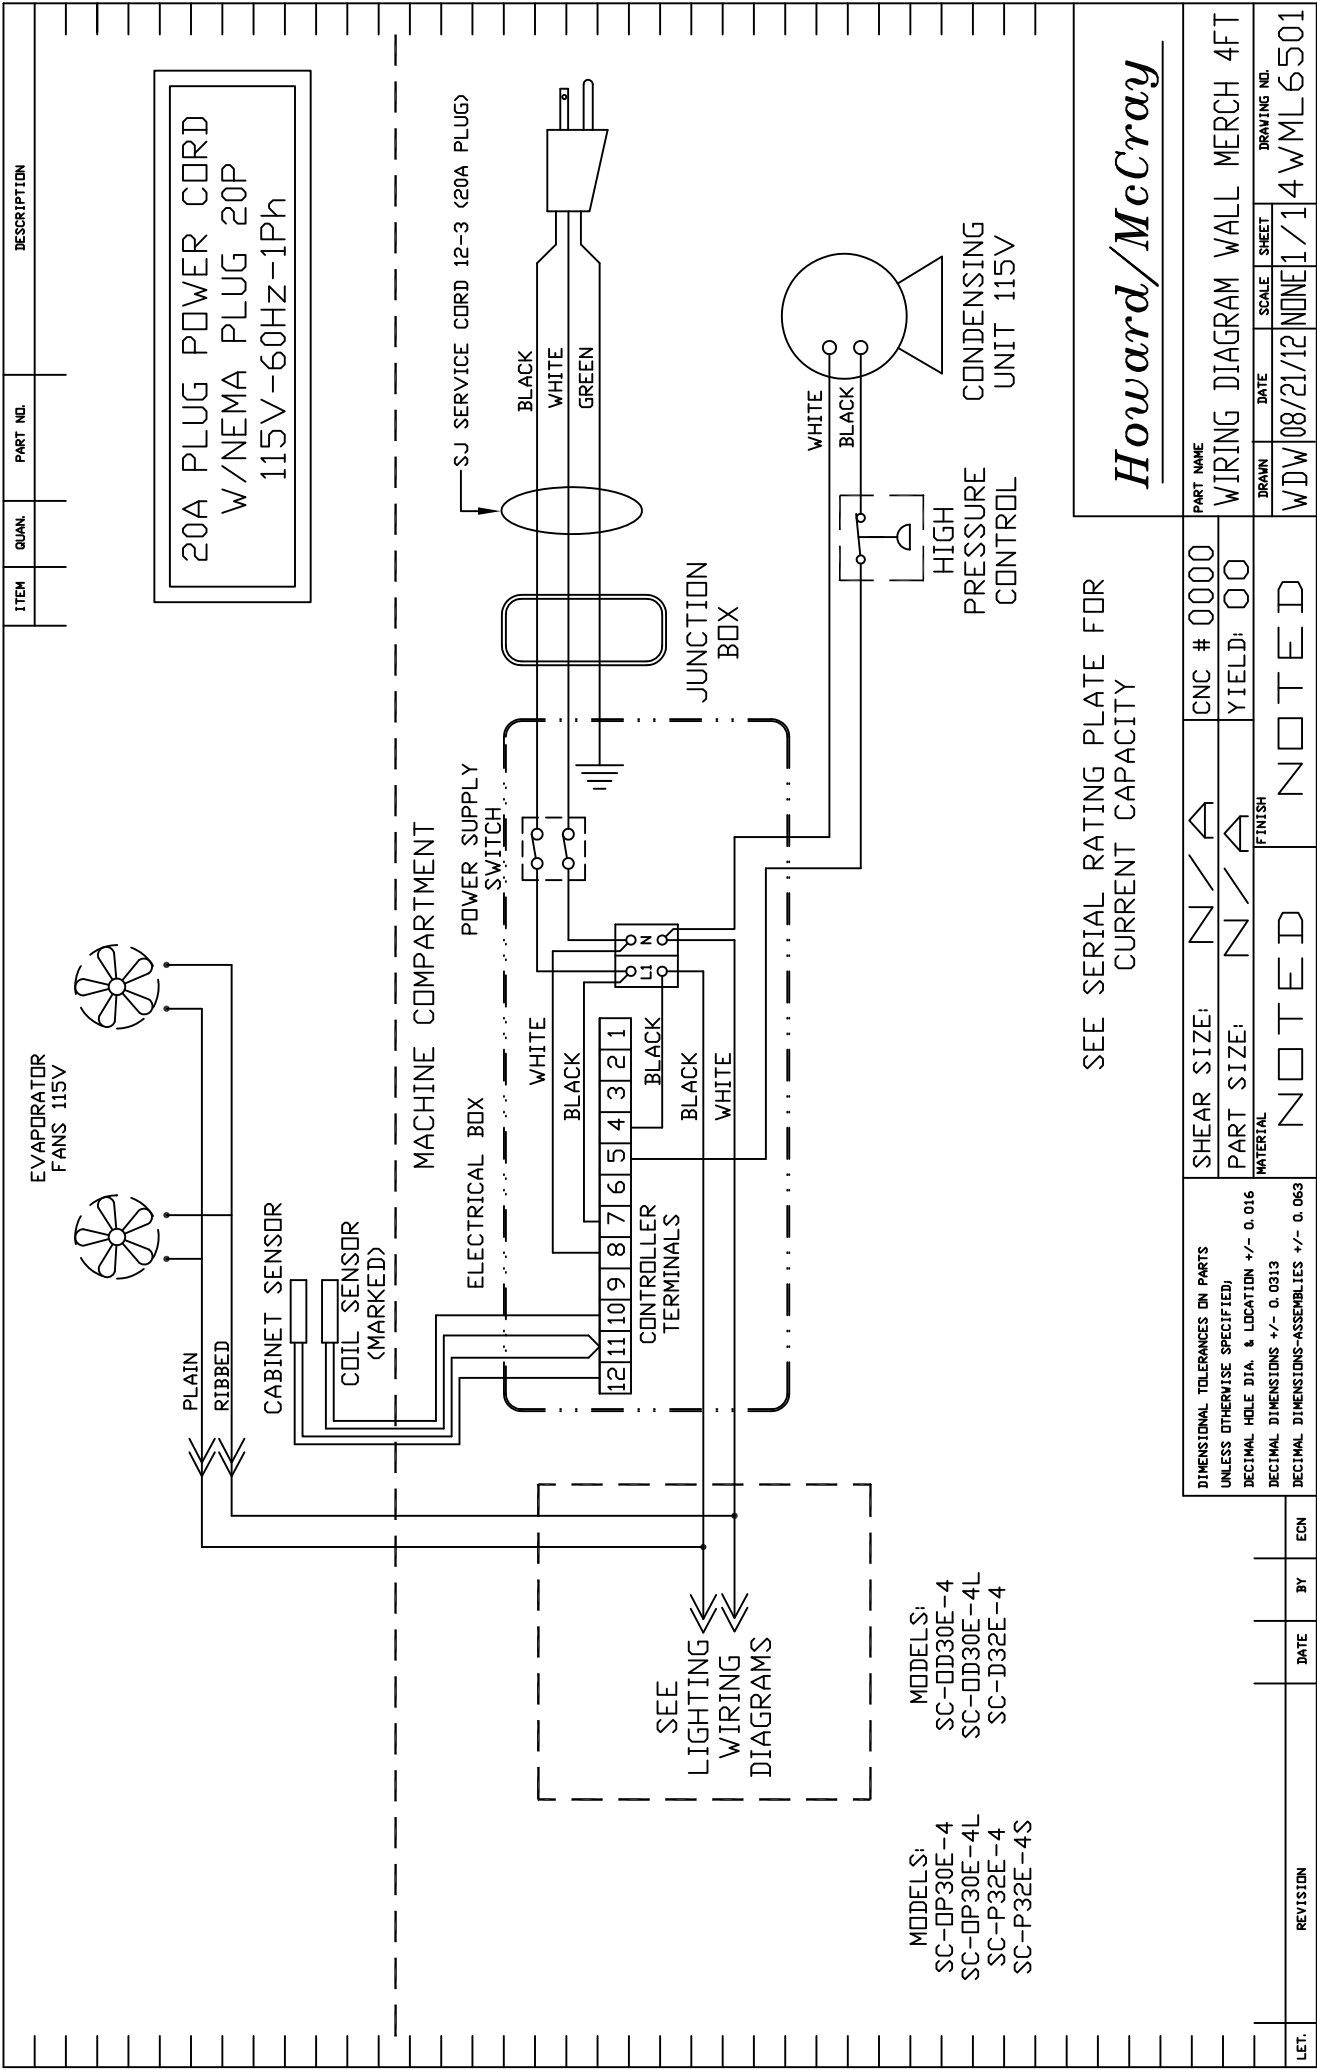 ITEM
QUAN.
PART NO.
DESCRIPTION
20A PLUG POWER CORD
W/NEMA PLUG 20P
115V-60Hz-1Ph
EVAPORATOR
FANS 115V
PLAIN
RIBBED
CABINET SENSOR
COIL SENSOR
(MARKED)
MACHINE COMPARTMENT
ELECTRICAL BOX
POWER SUPPLY
SWITCH
SJ SERVICE CORD 12-3 (20A PLUG)
BLACK
WHITE
GREEN
JUNCTION
BOX
WHITE
BLACK
12 11 10 9 8 7 6 5 4 3 2 1
CONTROLLER
TERMINALS
L1
N
BLACK
BLACK
WHITE
WHITE
BLACK
HIGH
PRESSURE
CONTROL
CONDENSING
UNIT 115V
SEE
LIGHTING
WIRING
DIAGRAMS
MODELS:
SC-OP30E-4
SC-OP30E-4L
SC-P32E-4
SC-P32E-4S
MODELS:
SC-OD30E-4
SC-OD30E-4L
SC-D32E-4
SEE SERIAL RATING PLATE FOR
CURRENT CAPACITY
Howard/McCray
LET.
REVISION
DATE
BY
ECN
DIMENSIONAL TOLERANCES ON PARTS
UNLESS OTHERWISE SPECIFIED;
DECIMAL HOLE DIA. & LOCATION +/- 0.016
DECIMAL DIMENSIONS +/- 0.0313
DECIMAL DIMENSIONS-ASSEMBLIES +/- 0.063
SHEAR SIZE: N/A
CNC # 0000
PART SIZE: N/A
YIELD: 00
MATERIAL
NOTED
FINISH
NOTED
PART NAME
WIRING DIAGRAM WALL MERCH 4FT
DRAWN
WDW
DATE
08/21/12
SCALE
NONE
SHEET
1/1
DRAWING NO.
4WML6501